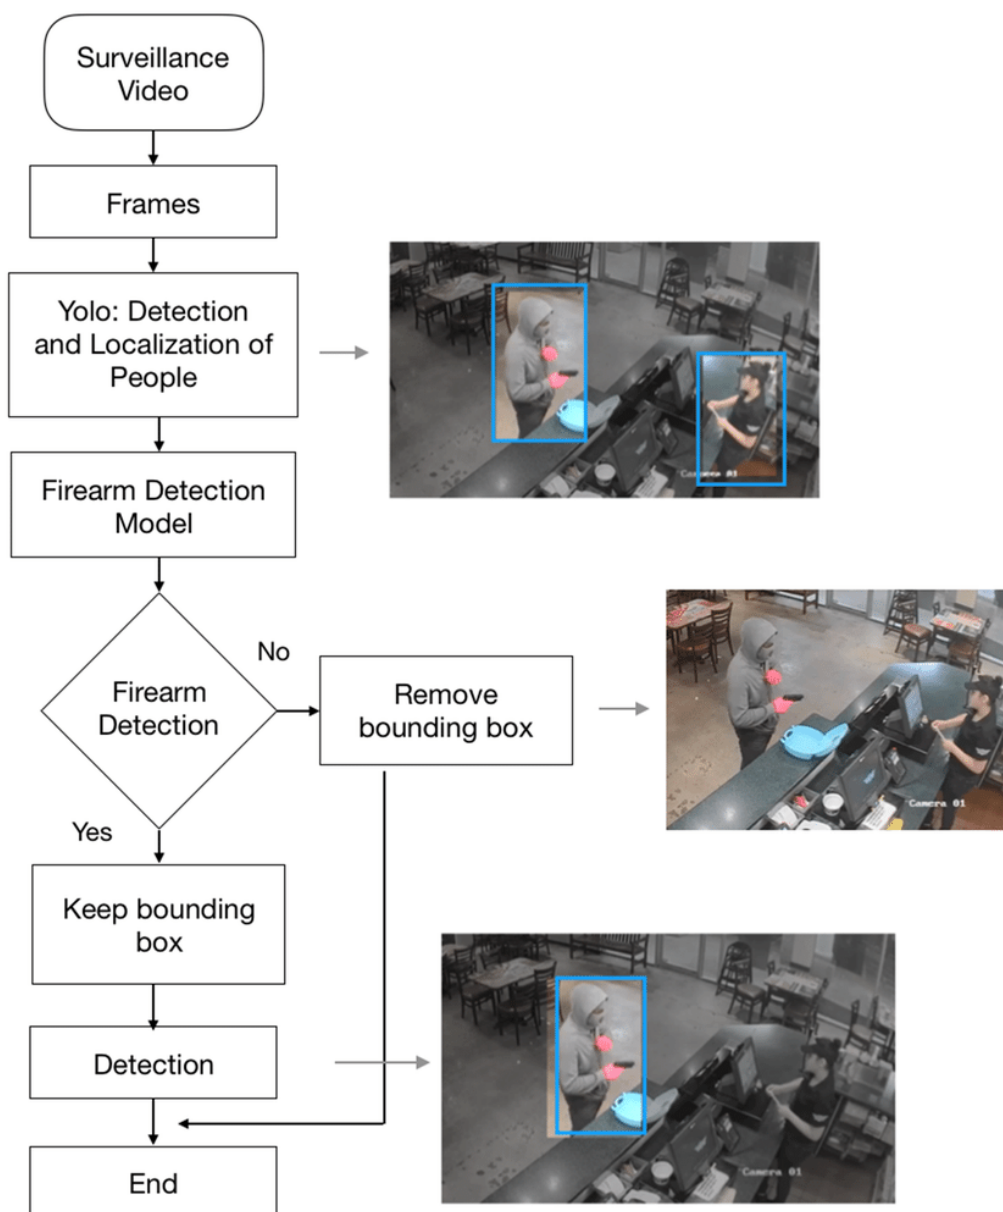 Surveillance
Video
Frames
Yolo: Detection
and Localization of
People
Camera 01
Firearm Detection
Model
Firearm
Detection
No
Remove
bounding box
Camera 01
Yes
Keep bounding
box
Detection
Camera 01
End